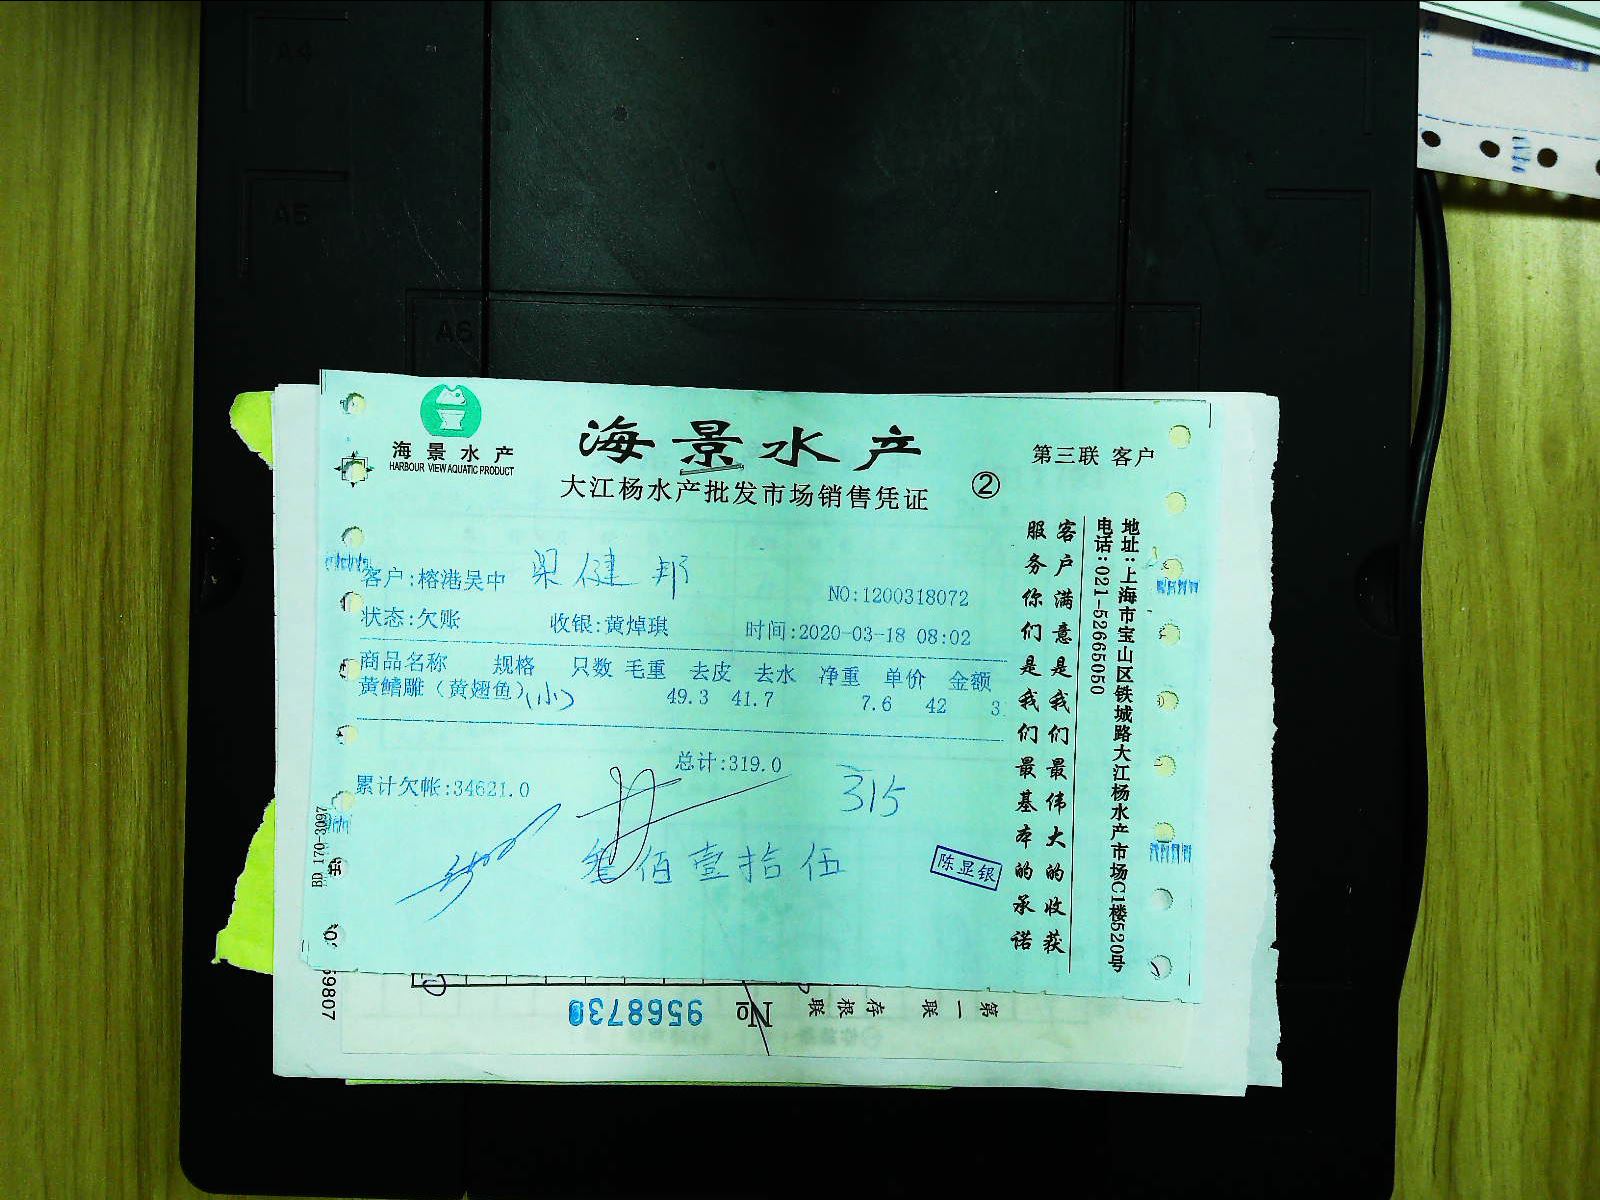 A4
A5
A6
海景水产
HARBOUR VIEW AQUATIC PRODUCT
海景水产
大江杨水产批发市场销售凭证
②
第三联 客户
客户:榕港吴中 梁健邦
NO:1200318072
状态:欠账 收银:黄焯琪 时间:2020-03-18 08:02
商品名称 规格 只数 毛重 去皮 去水 净重 单价 金额
黄鳍雕（黄翅鱼）(小) 49.3 41.7 7.6 42 3
总计:319.0
累计欠帐:34621.0
315
叁佰壹拾伍
陈显银
客户满意是我们最伟大的收获
服务你们是我们最基本的承诺
地址:上海市宝山区铁城路大江杨水产市场C1楼520号
电话:021-52665050
BD 170-3097
59807
第一联 存根联
№ 9568730